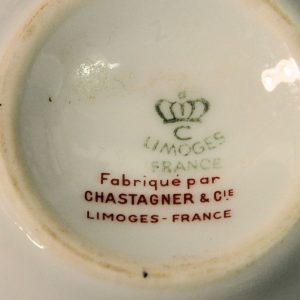 C
LIMOGES
FRANCE
Fabriqué par
CHASTAGNER & CIE
LIMOGES - FRANCE